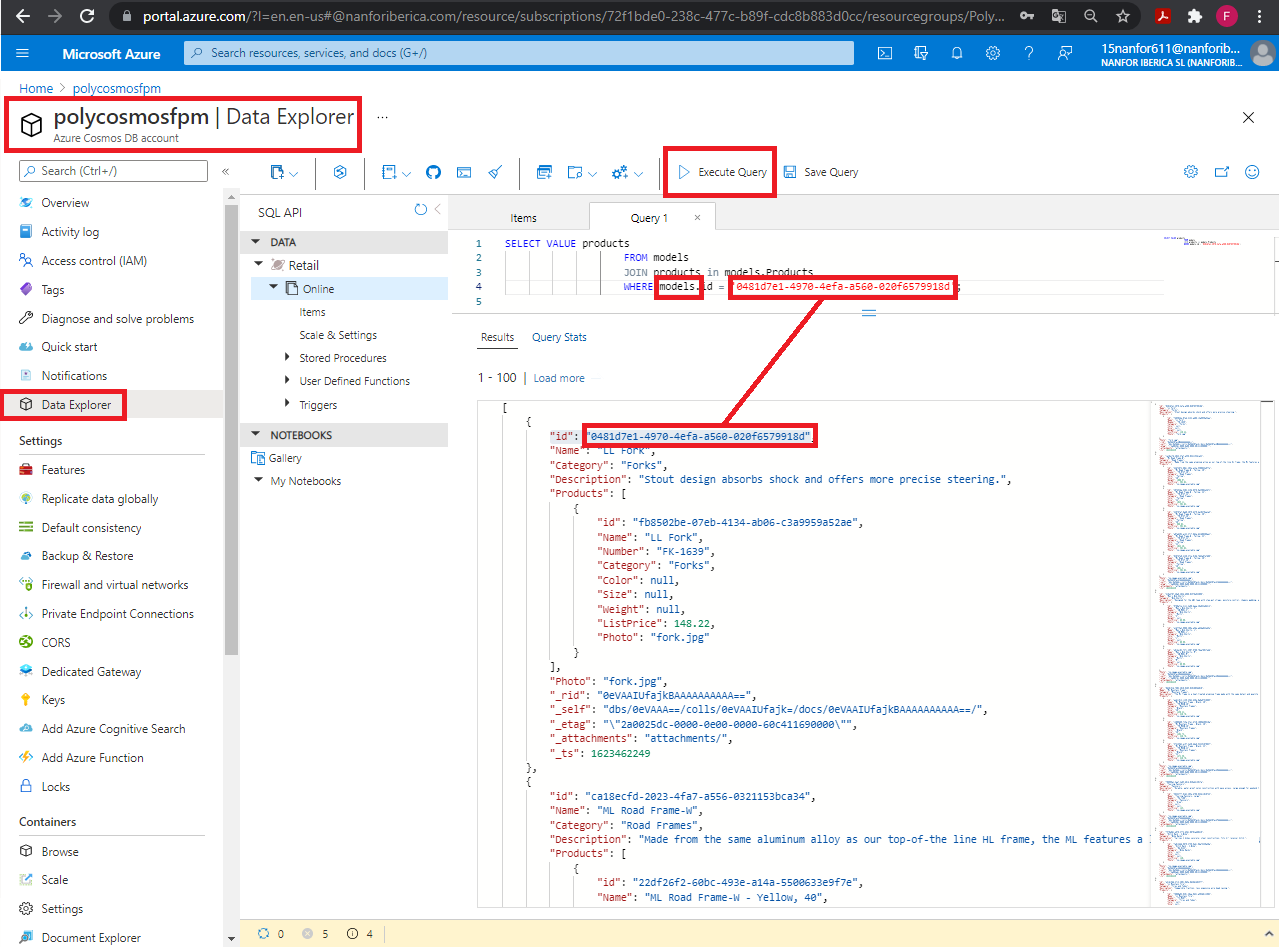 portal.azure.com/?l=en.en-us#@nanforiberica.com/resource/subscriptions/72f1bde0-238c-477c-b89f-cdc8b883d0cc/resourcegroups/Poly...
F
Microsoft Azure
Search resources, services, and docs (G+/)
15nanfor611@nanforib...
NANFOR IBERICA SL (NANFORIB...
Home > polycosmosfpm
polycosmosfpm | Data Explorer ...
Azure Cosmos DB account
Search (Ctrl+/)
«
Execute Query
Save Query
Overview
Activity log
Access control (IAM)
Tags
Diagnose and solve problems
Quick start
Notifications
Data Explorer
Settings
Features
Replicate data globally
Default consistency
Backup & Restore
Firewall and virtual networks
Private Endpoint Connections
CORS
Dedicated Gateway
Keys
Add Azure Cognitive Search
Add Azure Function
Locks
Containers
Browse
Scale
Settings
Document Explorer
SQL API
DATA
Retail
Online
Items
Scale & Settings
Stored Procedures
User Defined Functions
Triggers
NOTEBOOKS
Gallery
My Notebooks
Items
Query 1
1 SELECT VALUE products
2 FROM models
3 JOIN products in models.Products
4 WHERE models.id = "0481d7e1-4970-4efa-a560-020f6579918d";
5
Results
Query Stats
1 - 100 | Load more
[
{
"id": "0481d7e1-4970-4efa-a560-020f6579918d",
"Name": "LL Fork",
"Category": "Forks",
"Description": "Stout design absorbs shock and offers more precise steering.",
"Products": [
{
"id": "fb8502be-07eb-4134-ab06-c3a9959a52ae",
"Name": "LL Fork",
"Number": "FK-1639",
"Category": "Forks",
"Color": null,
"Size": null,
"Weight": null,
"ListPrice": 148.22,
"Photo": "fork.jpg"
}
],
"Photo": "fork.jpg",
"_rid": "0eVAAIUfajkBAAAAAAAAAA==",
"_self": "dbs/0eVAAA==/colls/0eVAAIUfajk=/docs/0eVAAIUfajkBAAAAAAAAAA==/",
"_etag": "\"2a0025dc-0000-0e00-0000-60c411690000\"",
"_attachments": "attachments/",
"_ts": 1623462249
},
{
"id": "ca18ecfd-2023-4fa7-a556-0321153bca34",
"Name": "ML Road Frame-W",
"Category": "Road Frames",
"Description": "Made from the same aluminum alloy as our top-of-the line HL frame, the ML features a
"Products": [
{
"id": "22df26f2-60bc-493e-a14a-5500633e9f7e",
"Name": "ML Road Frame-W - Yellow, 40",
0 5 4